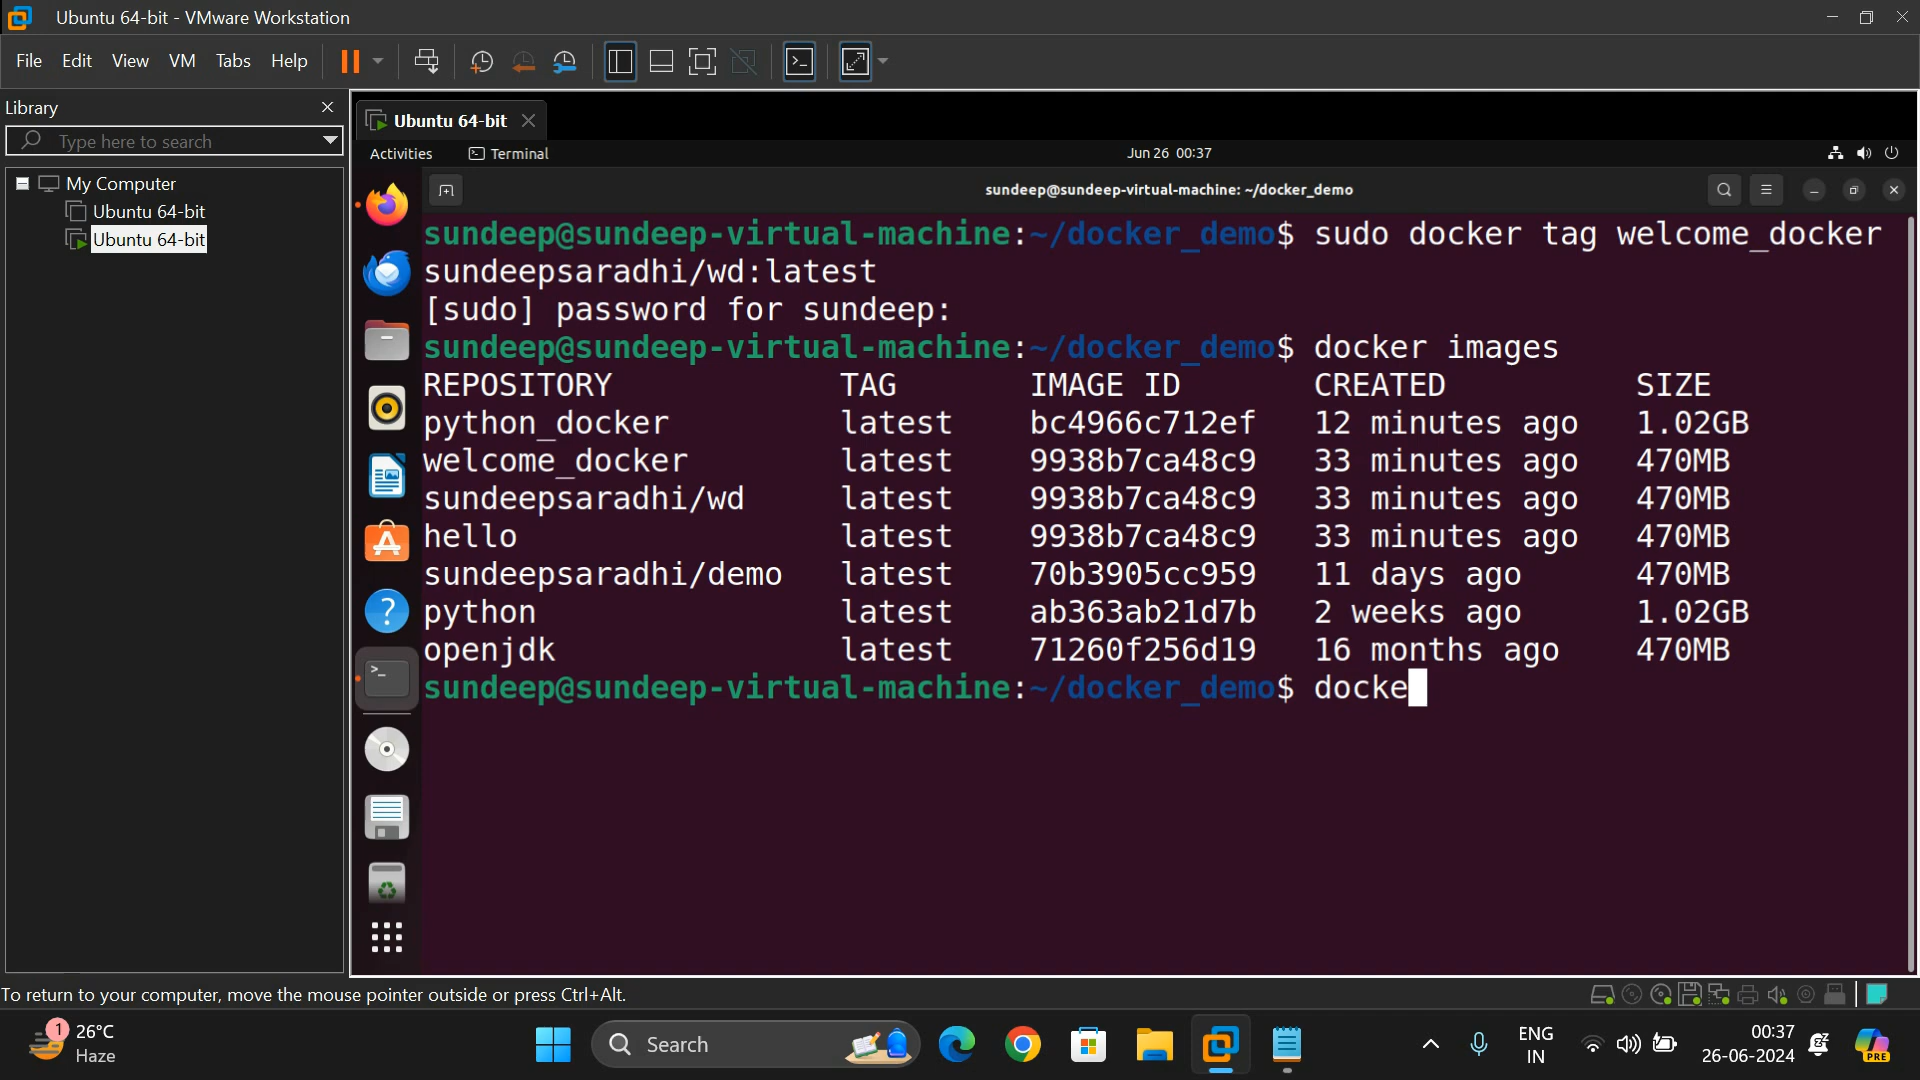 Ubuntu 64-bit - VMware Workstation
File Edit View VM Tabs Help
Library
Type here to search
My Computer
Ubuntu 64-bit
Ubuntu 64-bit
Ubuntu 64-bit
Activities Terminal Jun 26 00:37
sundeep@sundeep-virtual-machine: ~/docker_demo
sundeep@sundeep-virtual-machine:~/docker_demo$ sudo docker tag welcome_docker
sundeepsaradhi/wd:latest
[sudo] password for sundeep:
sundeep@sundeep-virtual-machine:~/docker_demo$ docker images
REPOSITORY TAG IMAGE ID CREATED SIZE
python_docker latest bc4966c712ef 12 minutes ago 1.02GB
welcome_docker latest 9938b7ca48c9 33 minutes ago 470MB
sundeepsaradhi/wd latest 9938b7ca48c9 33 minutes ago 470MB
hello latest 9938b7ca48c9 33 minutes ago 470MB
sundeepsaradhi/demo latest 70b3905cc959 11 days ago 470MB
python latest ab363ab21d7b 2 weeks ago 1.02GB
openjdk latest 71260f256d19 16 months ago 470MB
sundeep@sundeep-virtual-machine:~/docker_demo$ docke
To return to your computer, move the mouse pointer outside or press Ctrl+Alt.
1
26°C
Haze
Search
ENG
IN
00:37
26-06-2024
PRE